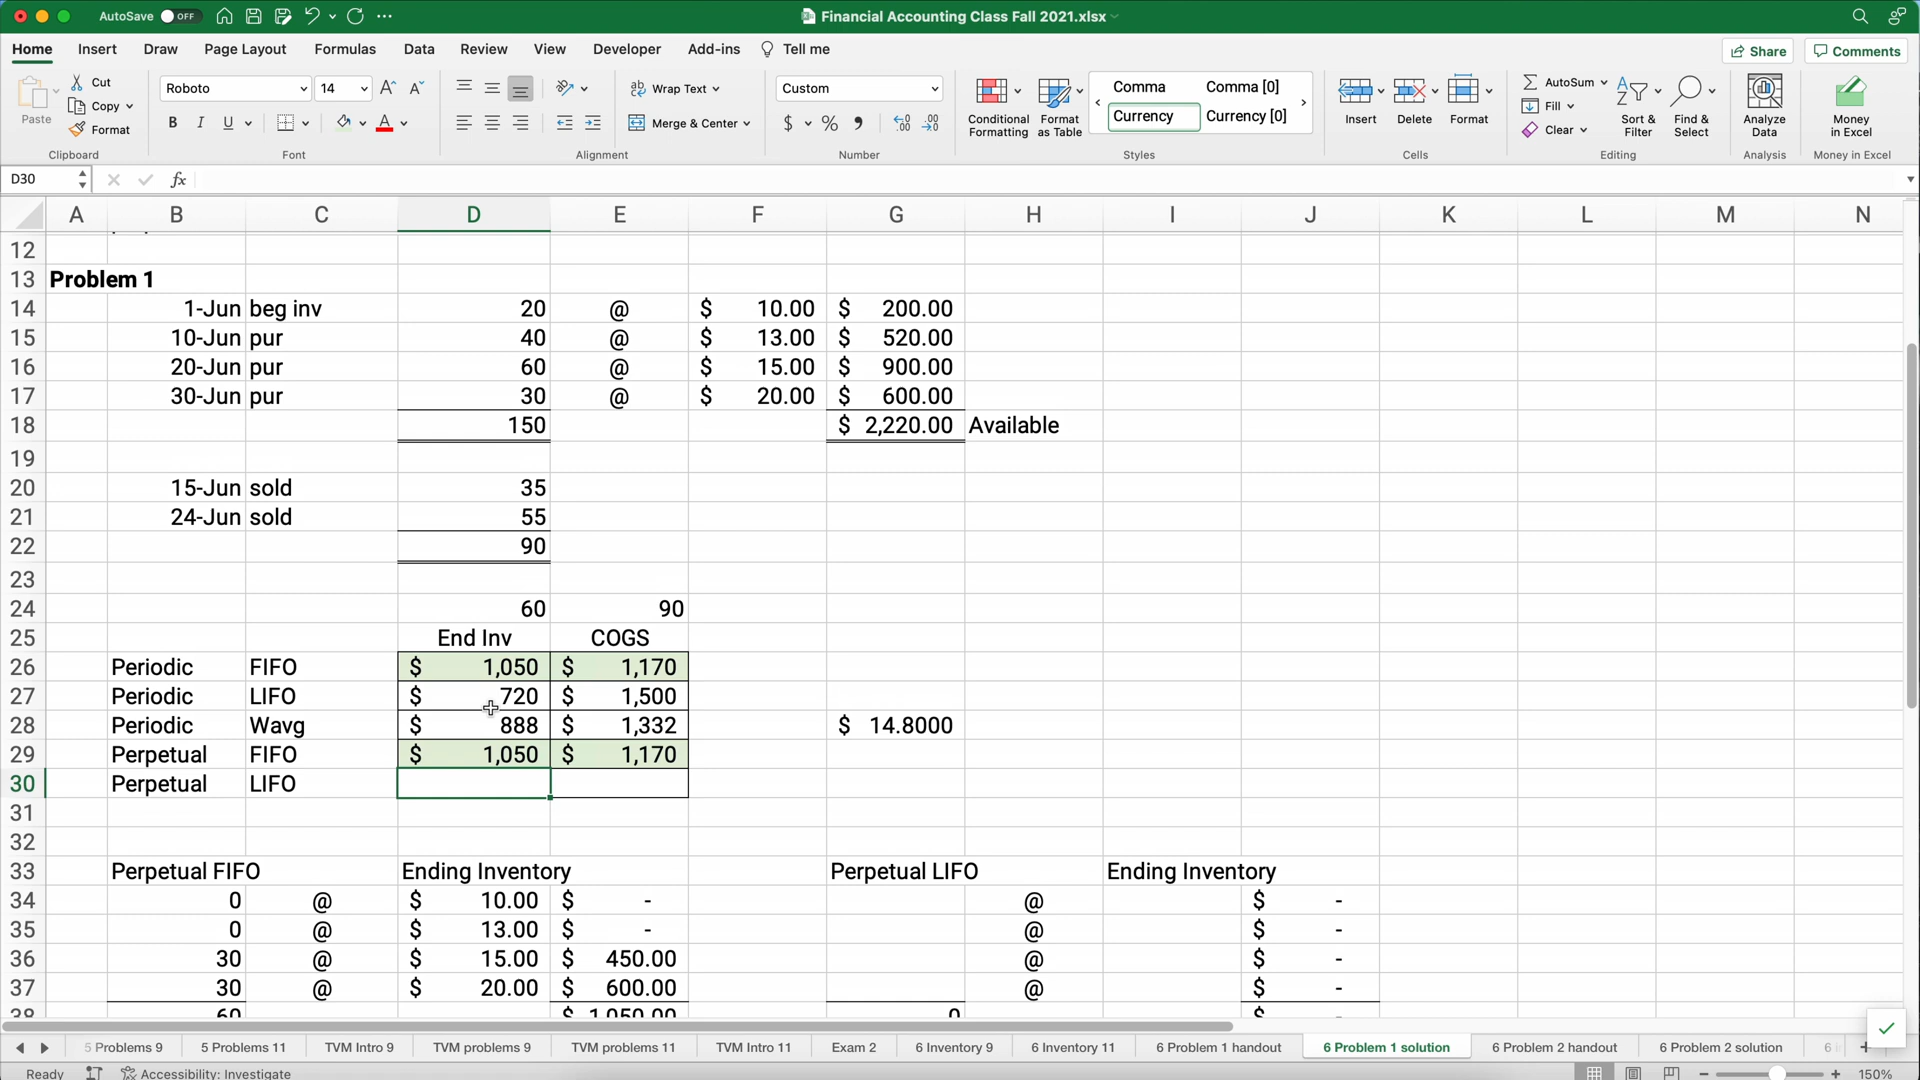 AutoSave OFF
Financial Accounting Class Fall 2021.xlsx
Home Insert Draw Page Layout Formulas Data Review View Developer Add-ins Tell me
Share Comments
Paste
Cut
Copy
Format
Clipboard
Roboto 14
B I U
Font
Wrap Text
Merge & Center
Alignment
Custom
$ % ,
Number
Conditional Formatting
Format as Table
Comma Comma [0]
Currency Currency [0]
Styles
Insert Delete Format
Cells
AutoSum
Fill
Clear
Sort & Filter
Find & Select
Editing
Analyze Data
Analysis
Money in Excel
Money in Excel
D30 fx
A B C D E F G H I J K L M N
12
13 Problem 1
14 1-Jun beg inv 20 @ $ 10.00 $ 200.00
15 10-Jun pur 40 @ $ 13.00 $ 520.00
16 20-Jun pur 60 @ $ 15.00 $ 900.00
17 30-Jun pur 30 @ $ 20.00 $ 600.00
18 150 $ 2,220.00 Available
19
20 15-Jun sold 35
21 24-Jun sold 55
22 90
23
24 60 90
25 End Inv COGS
26 Periodic FIFO $ 1,050 $ 1,170
27 Periodic LIFO $ 720 $ 1,500
28 Periodic Wavg $ 888 $ 1,332 $ 14.8000
29 Perpetual FIFO $ 1,050 $ 1,170
30 Perpetual LIFO
31
32
33 Perpetual FIFO Ending Inventory Perpetual LIFO Ending Inventory
34 0 @ $ 10.00 $ - @ $ -
35 0 @ $ 13.00 $ - @ $ -
36 30 @ $ 15.00 $ 450.00 @ $ -
37 30 @ $ 20.00 $ 600.00 @ $ -
38 60 $ 1,050.00 0 $ -
5 Problems 9 5 Problems 11 TVM Intro 9 TVM problems 9 TVM problems 11 TVM Intro 11 Exam 2 6 Inventory 9 6 Inventory 11 6 Problem 1 handout 6 Problem 1 solution 6 Problem 2 handout 6 Problem 2 solution
Ready Accessibility: Investigate 150%